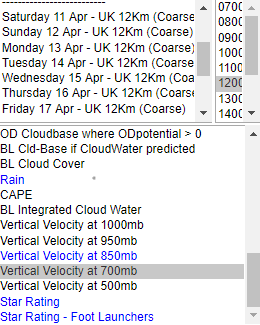 Saturday 11 Apr - UK 12Km (Coarse)
Sunday 12 Apr - UK 12Km (Coarse)
Monday 13 Apr - UK 12Km (Coarse)
Tuesday 14 Apr - UK 12Km (Coarse)
Wednesday 15 Apr - UK 12Km (Coarse)
Thursday 16 Apr - UK 12Km (Coarse)
Friday 17 Apr - UK 12Km (Coarse)
0700
0800
0900
1000
1100
1200
1300
1400
OD Cloudbase where ODpotential > 0
BL Cld-Base if CloudWater predicted
BL Cloud Cover
Rain
CAPE
BL Integrated Cloud Water
Vertical Velocity at 1000mb
Vertical Velocity at 950mb
Vertical Velocity at 850mb
Vertical Velocity at 700mb
Vertical Velocity at 500mb
Star Rating
Star Rating - Foot Launchers